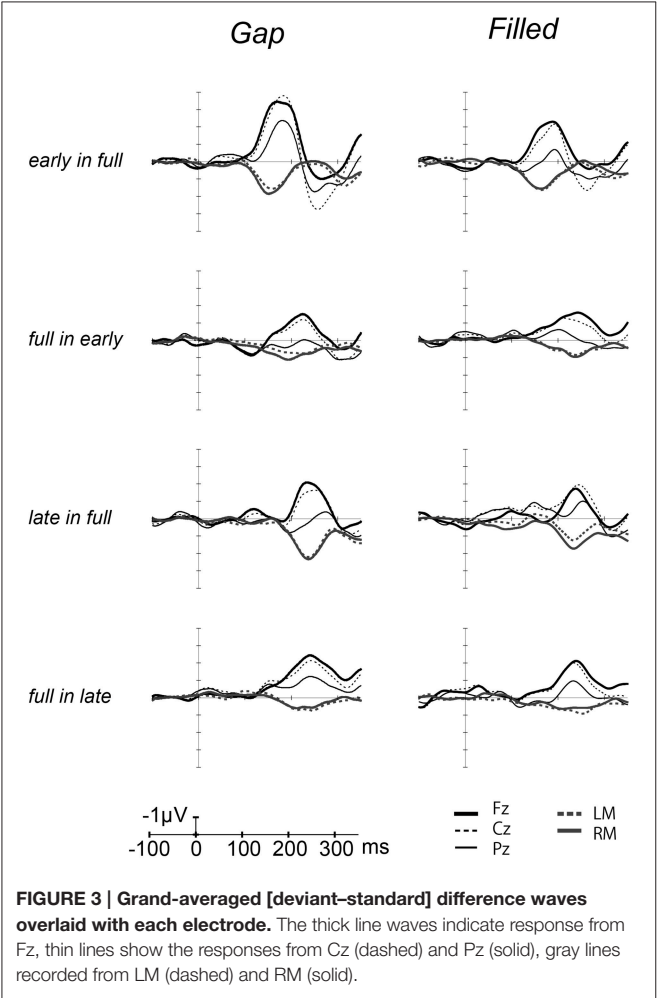 Gap Filled
early in full
full in early
late in full
full in late
-1μV
-100 0 100 200 300 ms
Fz LM
Cz RM
Pz
FIGURE 3 | Grand-averaged [deviant–standard] difference waves
overlaid with each electrode. The thick line waves indicate response from
Fz, thin lines show the responses from Cz (dashed) and Pz (solid), gray lines
recorded from LM (dashed) and RM (solid).